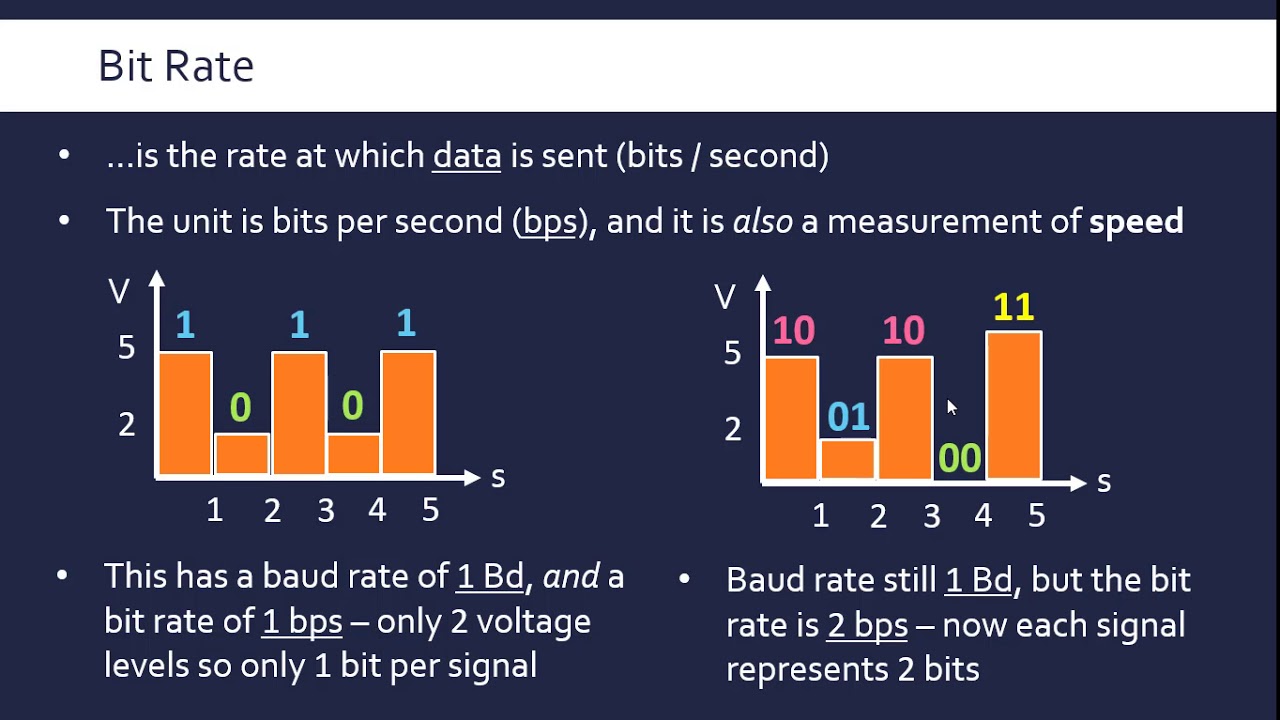 Bit Rate
• ...is the rate at which data is sent (bits / second)
• The unit is bits per second (bps), and it is also a measurement of speed
V
5
2
1
0
1
0
1
s
1 2 3 4 5
• This has a baud rate of 1 Bd, and a
bit rate of 1 bps – only 2 voltage
levels so only 1 bit per signal
V
5
2
10
01
10
00
11
s
1 2 3 4 5
• Baud rate still 1 Bd, but the bit
rate is 2 bps – now each signal
represents 2 bits